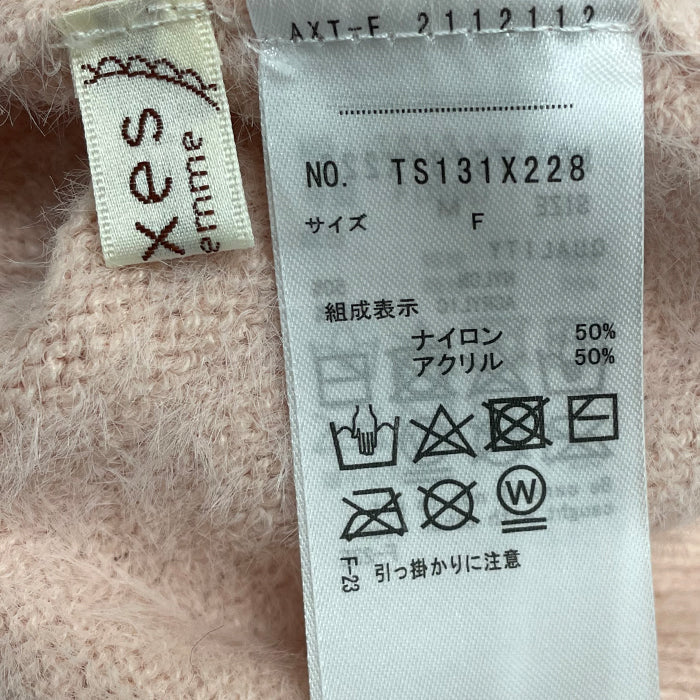 xes
emme
AXT-F 2112112
NO. TS131X228
サイズ F
組成表示
ナイロン 50%
アクリル 50%
W
F-23
引っ掛かりに注意